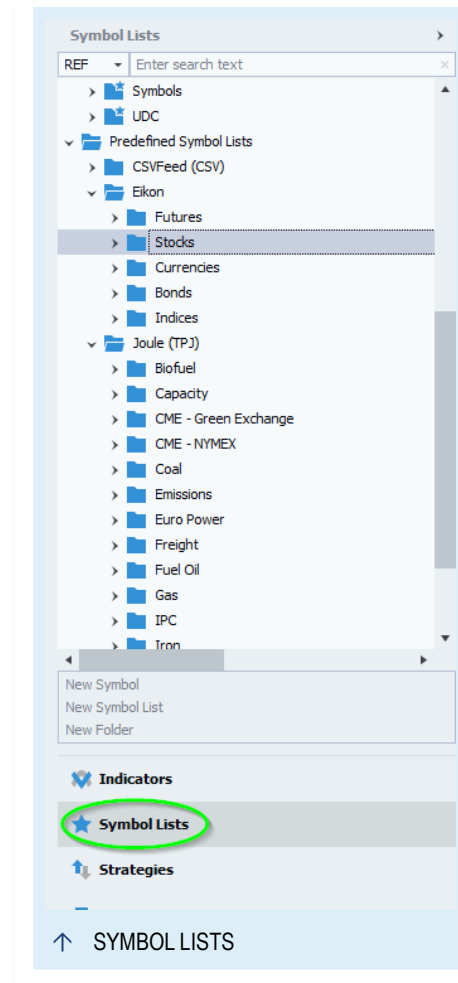 Symbol Lists
REF Enter search text
Symbols
UDC
Predefined Symbol Lists
CSVFeed (CSV)
Eikon
Futures
Stocks
Currencies
Bonds
Indices
Joule (TPJ)
Biofuel
Capacity
CME - Green Exchange
CME - NYMEX
Coal
Emissions
Euro Power
Freight
Fuel Oil
Gas
IPC
Iron
New Symbol
New Symbol List
New Folder
Indicators
Symbol Lists
Strategies
SYMBOL LISTS